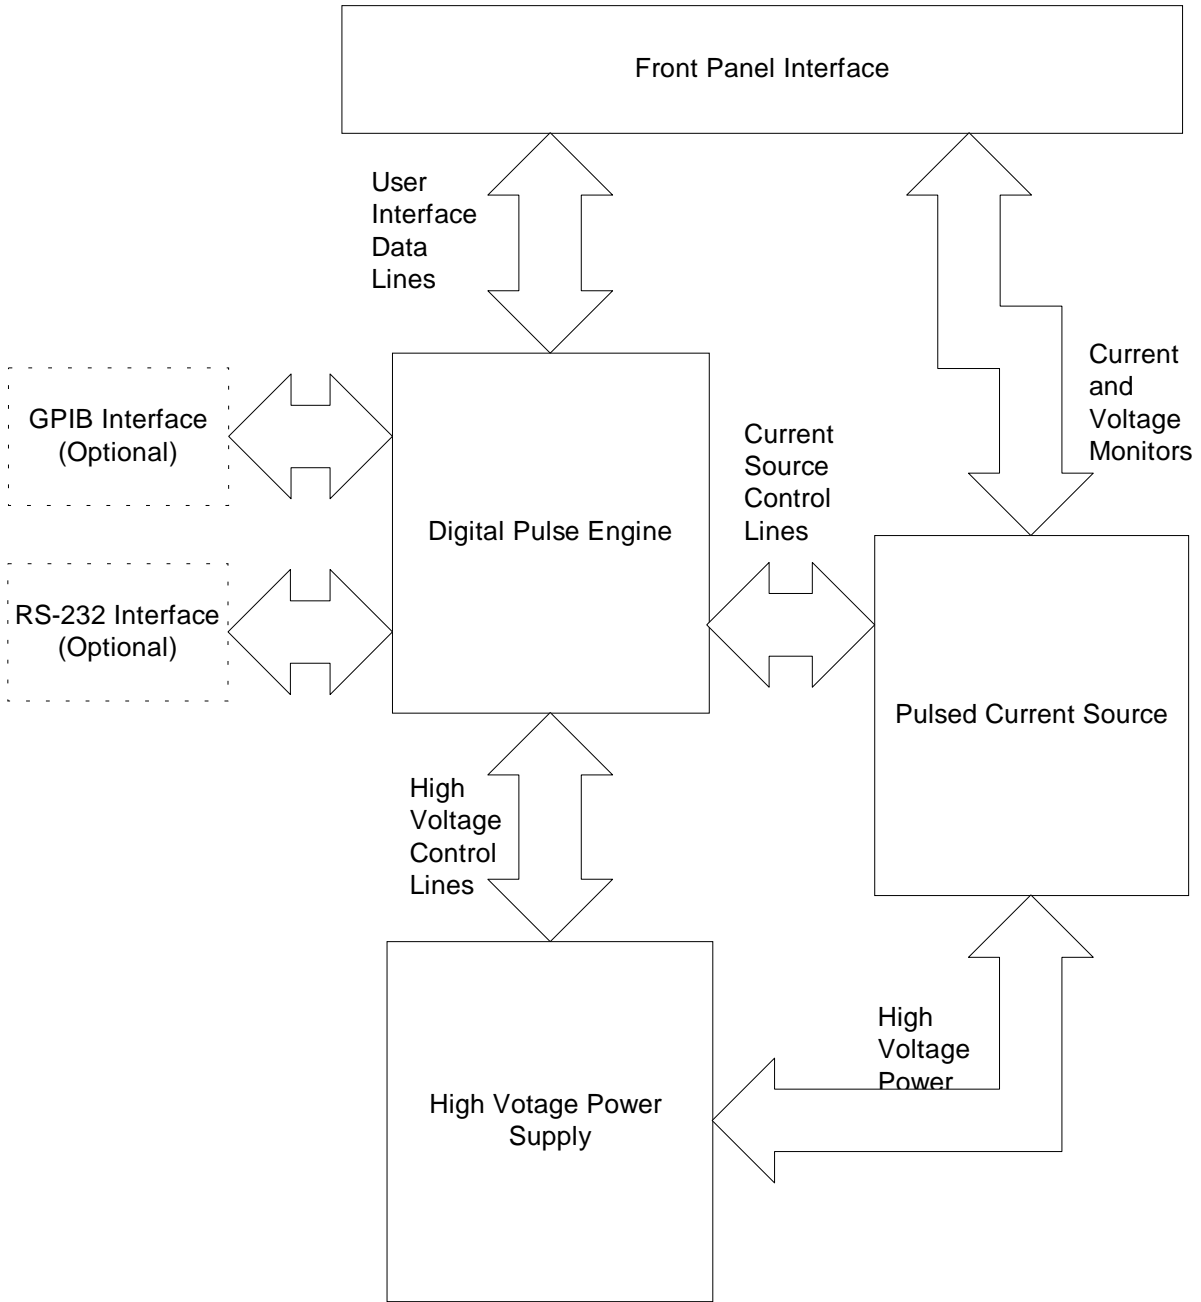 Front Panel Interface
User
Interface
Data
Lines
GPIB Interface
(Optional)
Current
and
Voltage
Monitors
Current
Source
Control
Lines
Digital Pulse Engine
RS-232 Interface
(Optional)
Pulsed Current Source
High
Voltage
Control
Lines
High
Voltage
Power
High Votage Power
Supply